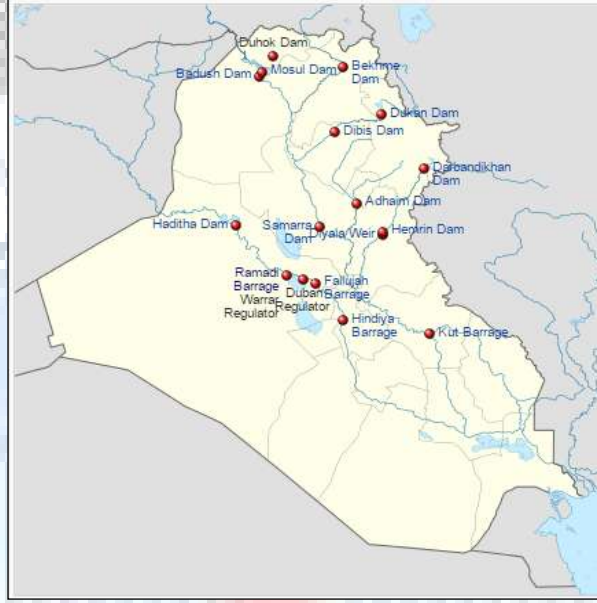 Duhok Dam
Badush Dam
Mosul Dam
Bekhme
Dam
Dukan Dam
Dibis Dam
Darbandikhan
Dam
Adhaim Dam
Haditha Dam
Samarra
Dam
Diyala Weir
Hemrin Dam
Ramadi
Barrage
Warrar
Regulator
Duban
Regulator
Fallujah
Barrage
Hindiya
Barrage
Kut Barrage